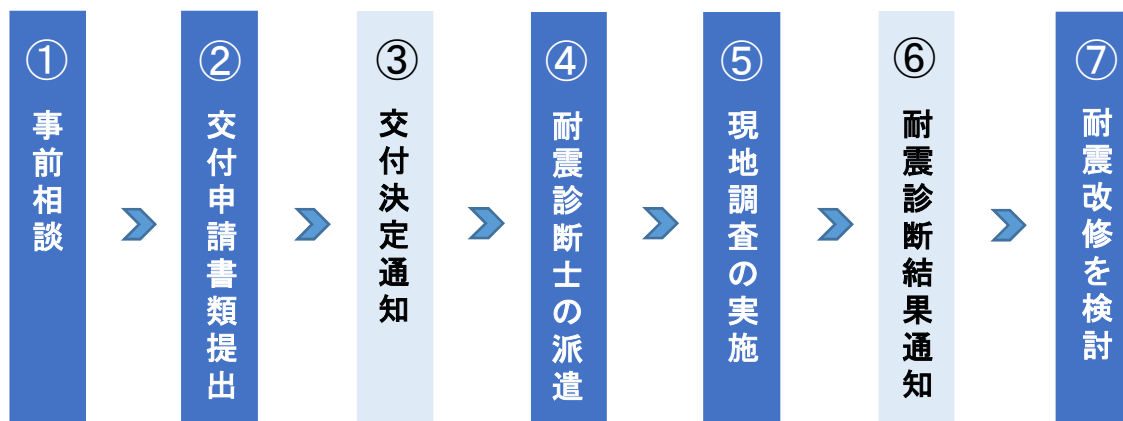 ① 事前相談
② 交付申請書類提出
③ 交付決定通知
④ 耐震診断士の派遣
⑤ 現地調査の実施
⑥ 耐震診断結果通知
⑦ 耐震改修を検討